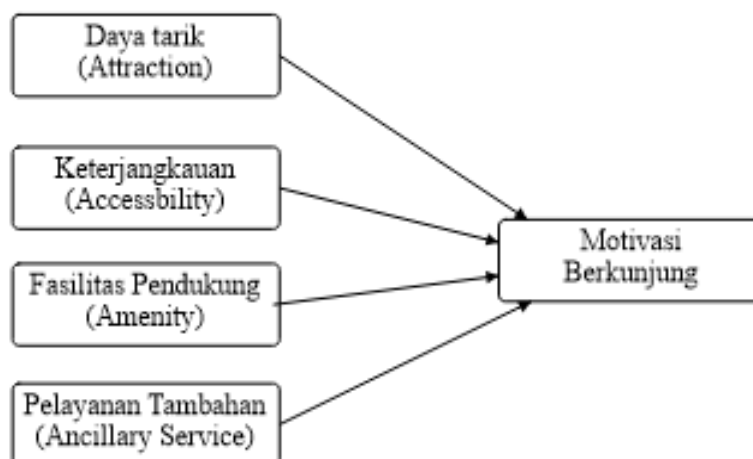 Daya tarik
(Attraction)
Keterjangkauan
(Accessbility)
Fasilitas Pendukung
(Amenity)
Pelayanan Tambahan
(Ancillary Service)
Motivasi
Berkunjung